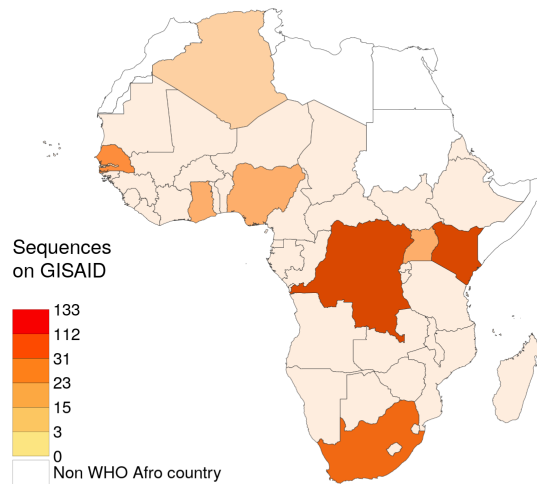 Sequences
on GISAID
133
112
31
23
15
3
0
Non WHO Afro country